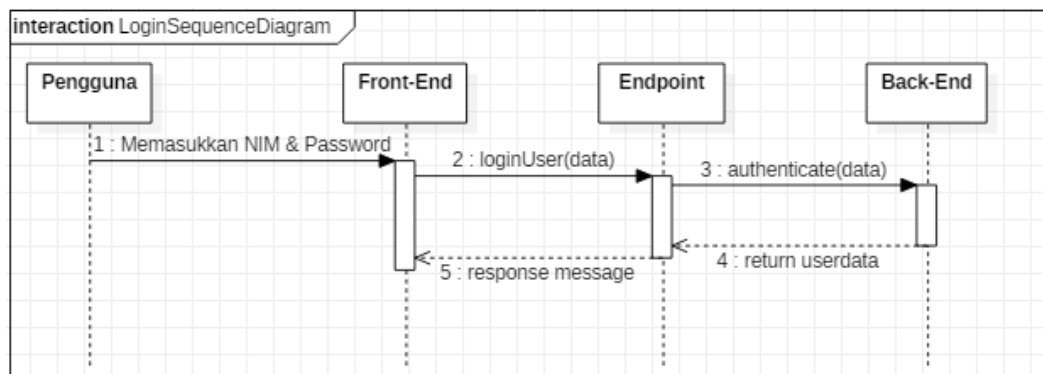 interaction LoginSequenceDiagram
Pengguna
Front-End
Endpoint
Back-End
1 : Memasukkan NIM & Password
2 : loginUser(data)
3 : authenticate(data)
4 : return userdata
5 : response message